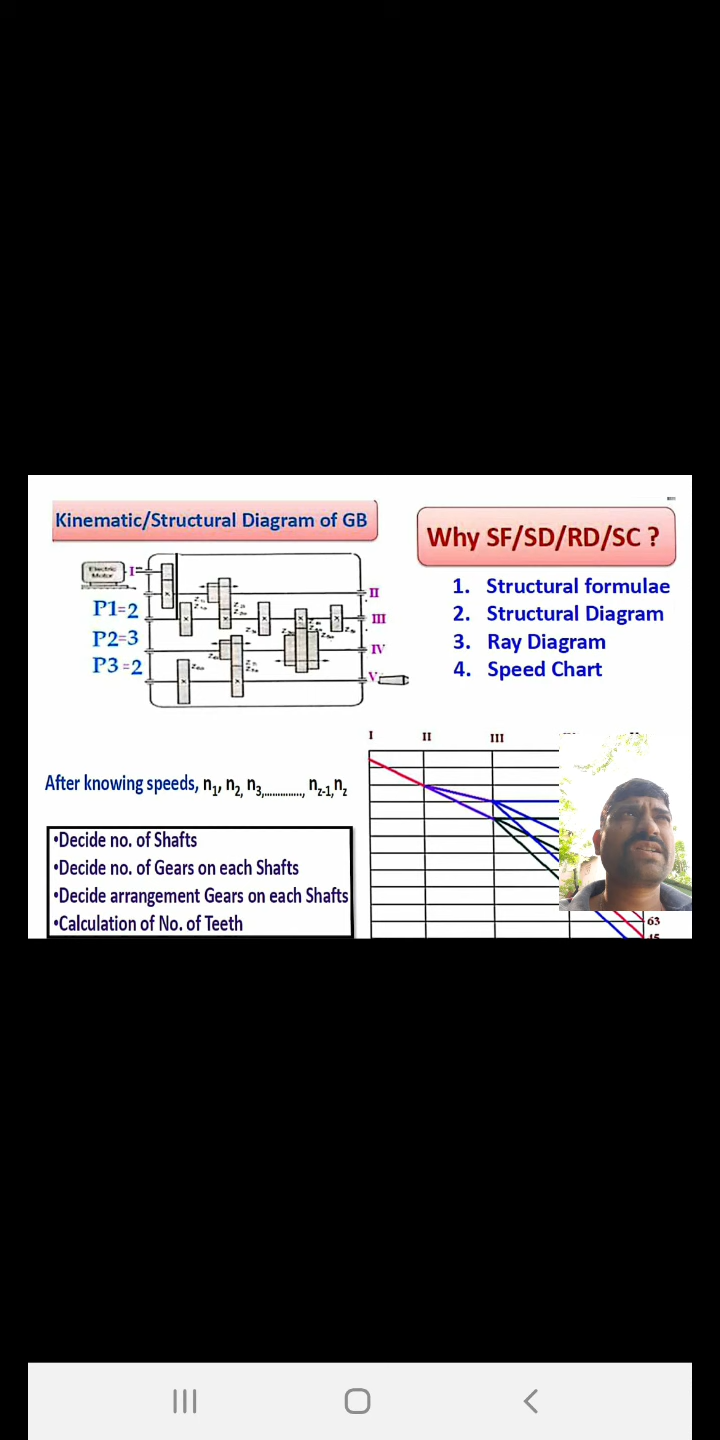 Kinematic/Structural Diagram of GB
Why SF/SD/RD/SC ?
1. Structural formulae
2. Structural Diagram
3. Ray Diagram
4. Speed Chart
Electric
Motor
I
II
P1=2
III
P2=3
IV
P3=2
V
After knowing speeds, n1, n2, n3,.............., nz-1,nz
•Decide no. of Shafts
•Decide no. of Gears on each Shafts
•Decide arrangement Gears on each Shafts
•Calculation of No. of Teeth
I II III
63
45